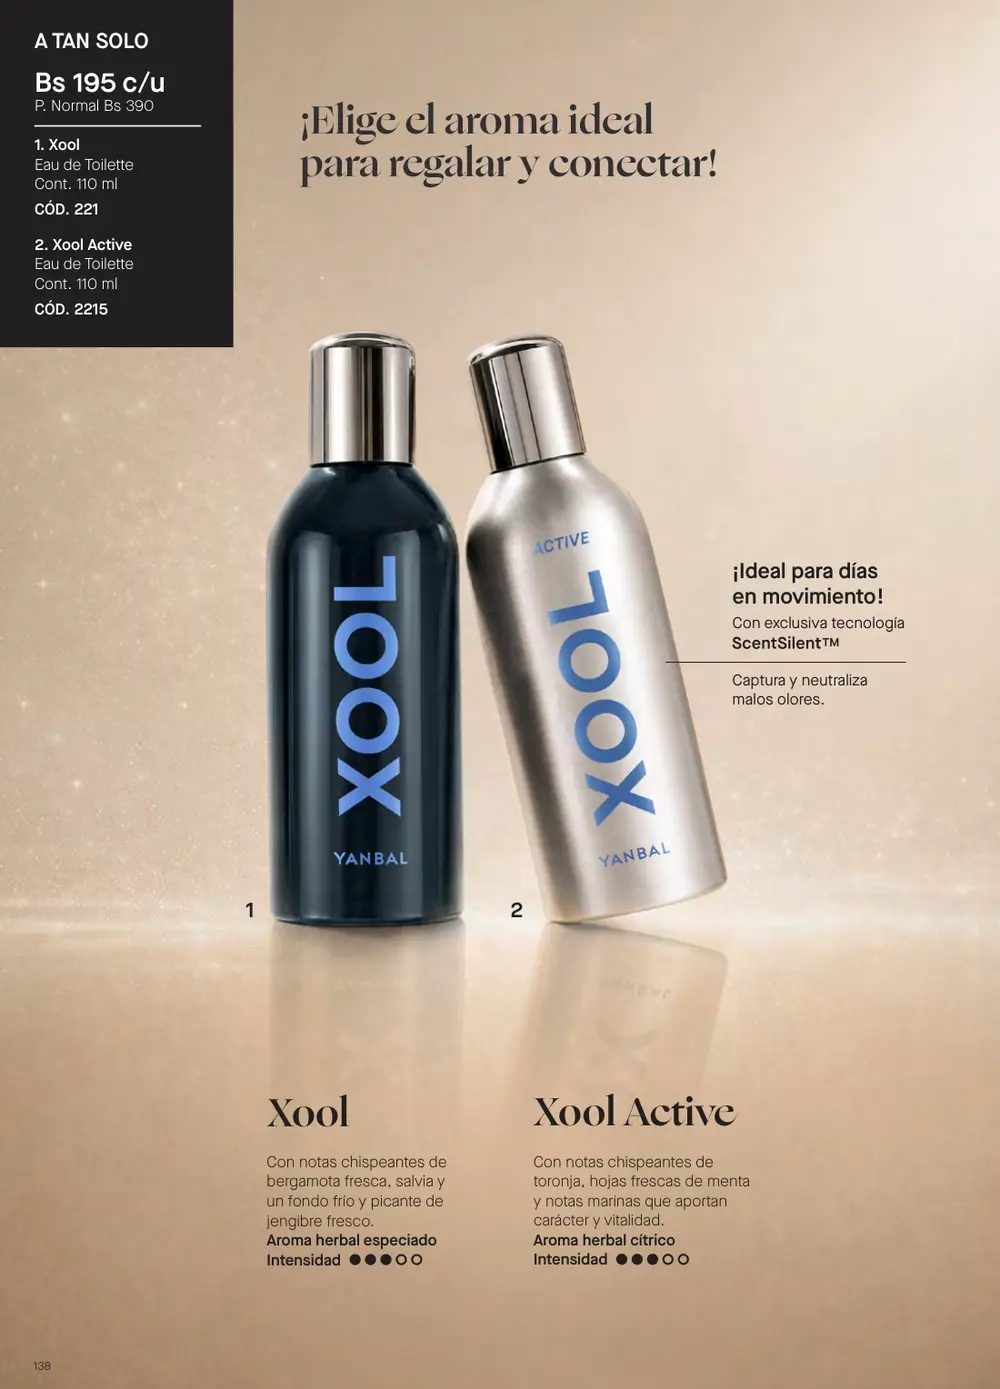 A TAN SOLO
Bs 195 c/u
P. Normal Bs 390
1. Xool
Eau de Toilette
Cont. 110 ml
CÓD. 221
2. Xool Active
Eau de Toilette
Cont. 110 ml
CÓD. 2215
¡Elige el aroma ideal
para regalar y conectar!
XOOL
YANBAL
ACTIVE
XOOL
YANBAL
¡Ideal para días
en movimiento!
Con exclusiva tecnología
ScentSilent™
Captura y neutraliza
malos olores.
1
2
Xool
Con notas chispeantes de
bergamota fresca, salvia y
un fondo frío y picante de
jengibre fresco.
Aroma herbal especiado
Intensidad
Xool Active
Con notas chispeantes de
toronja, hojas frescas de menta
y notas marinas que aportan
carácter y vitalidad.
Aroma herbal cítrico
Intensidad
138